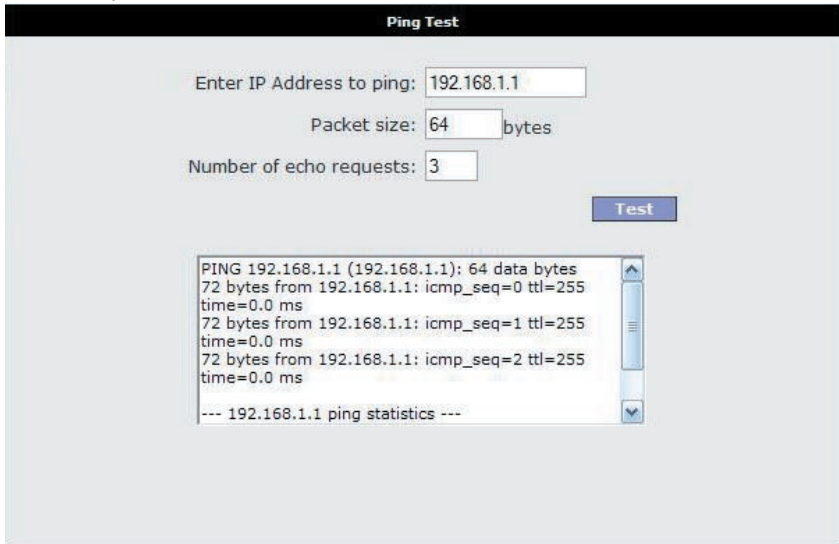 Ping Test
Enter IP Address to ping: 192.168.1.1
Packet size: 64 bytes
Number of echo requests: 3
Test
PING 192.168.1.1 (192.168.1.1): 64 data bytes
72 bytes from 192.168.1.1: icmp_seq=0 ttl=255
time=0.0 ms
72 bytes from 192.168.1.1: icmp_seq=1 ttl=255
time=0.0 ms
72 bytes from 192.168.1.1: icmp_seq=2 ttl=255
time=0.0 ms
--- 192.168.1.1 ping statistics ---